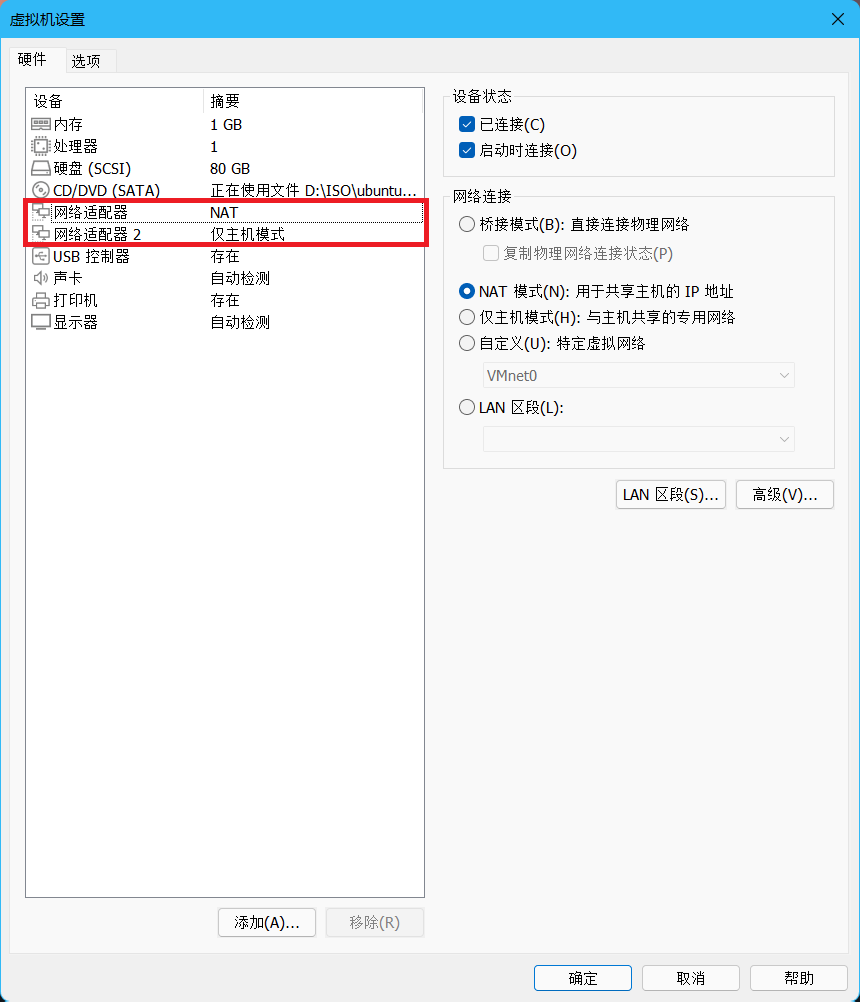 虚拟机设置
硬件 选项
设备 摘要
内存 1 GB
处理器 1
硬盘 (SCSI) 80 GB
CD/DVD (SATA) 正在使用文件 D:\ISO\ubuntu...
网络适配器 NAT
网络适配器 2 仅主机模式
USB 控制器 存在
声卡 自动检测
打印机 存在
显示器 自动检测
添加(A)... 移除(R)
设备状态
已连接(C)
启动时连接(O)
网络连接
桥接模式(B): 直接连接物理网络
复制物理网络连接状态(P)
NAT 模式(N): 用于共享主机的 IP 地址
仅主机模式(H): 与主机共享的专用网络
自定义(U): 特定虚拟网络
VMnet0
LAN 区段(L):
LAN 区段(S)... 高级(V)...
确定 取消 帮助